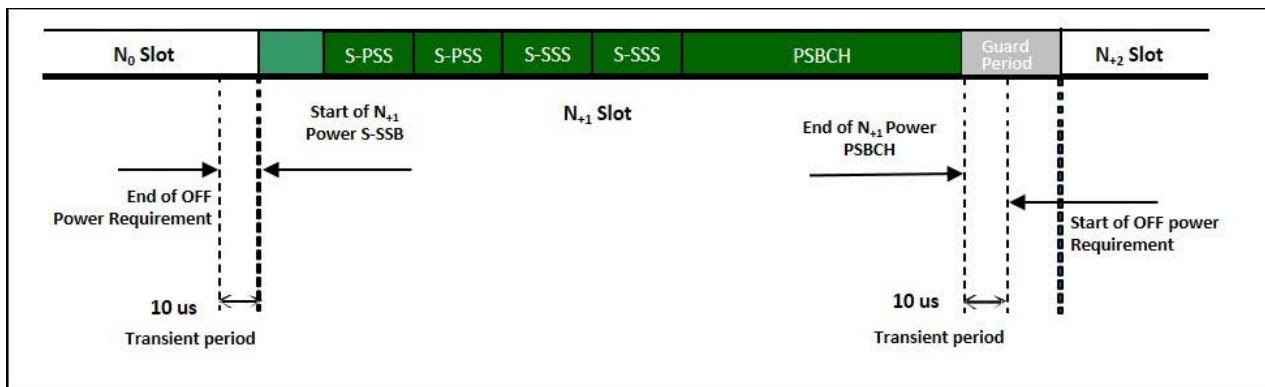 N₀ Slot
S-PSS
S-PSS
S-SSS
S-SSS
PSBCH
Guard
Period
N₊₂ Slot
Start of N₊₁
Power S-SSB
N₊₁ Slot
End of N₊₁ Power
PSBCH
End of OFF
Power Requirement
Start of OFF power
Requirement
10 us
Transient period
10 us
Transient period